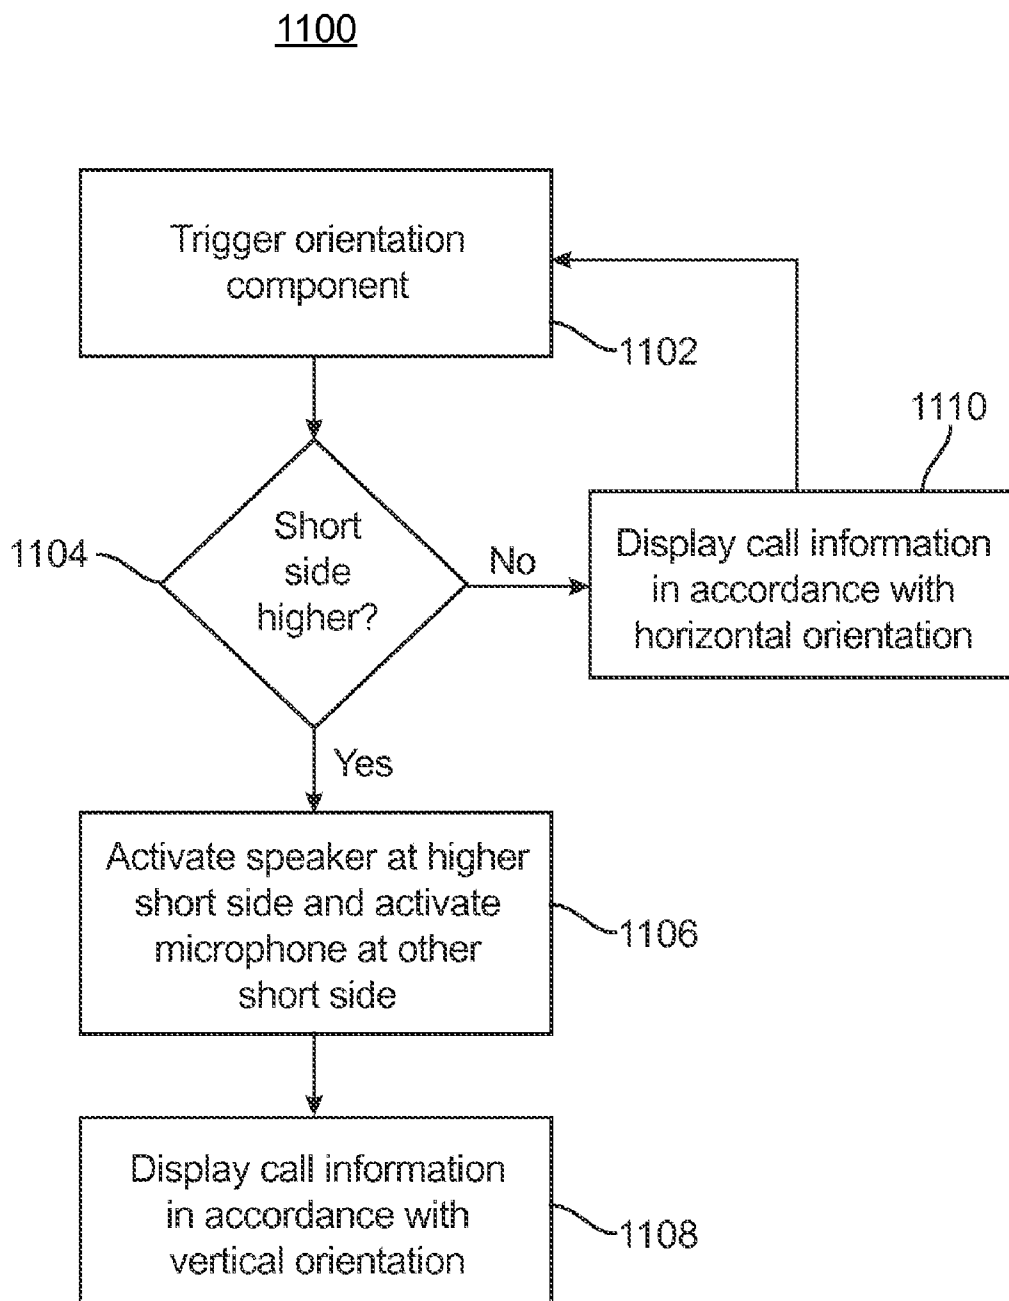 1100
Trigger orientation
component
1102
1110
Short
side
higher?
1104
No
Display call information
in accordance with
horizontal orientation
Yes
Activate speaker at higher
short side and activate
microphone at other
short side
1106
Display call information
in accordance with
vertical orientation
1108